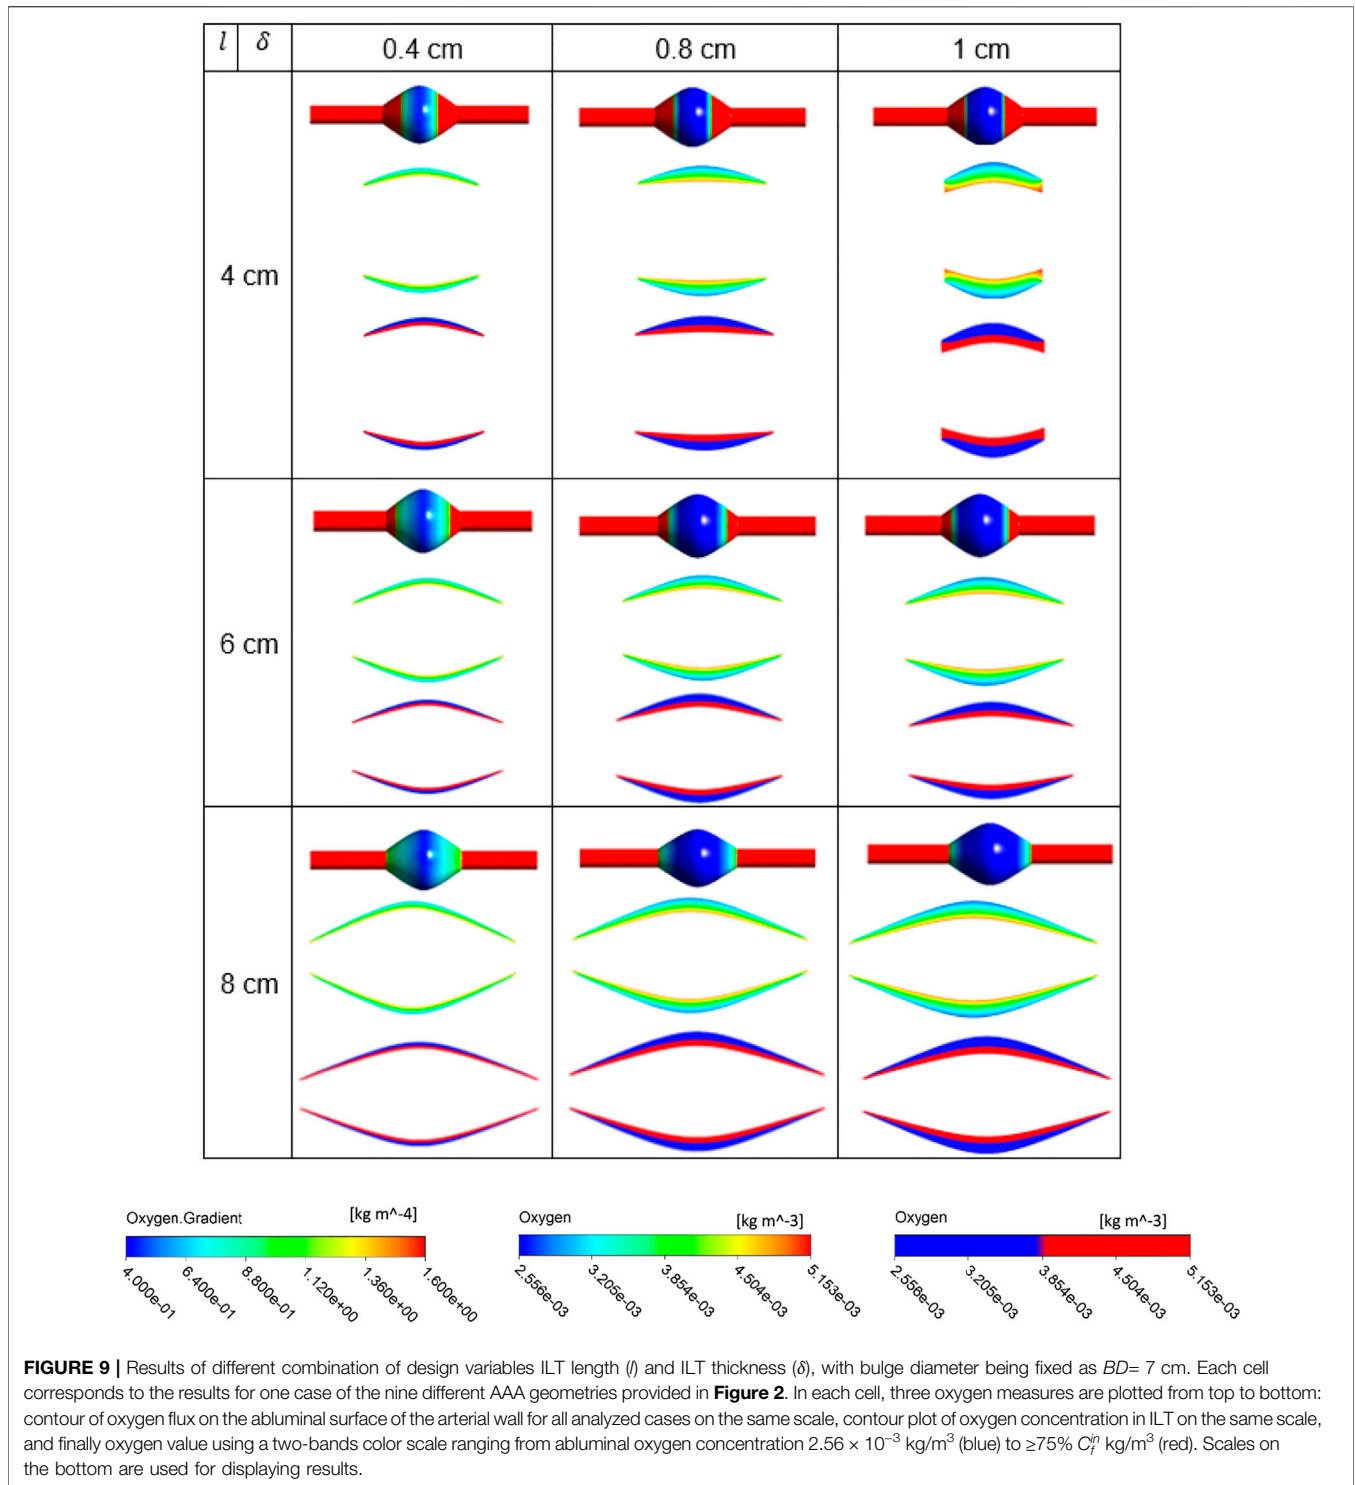 l δ 0.4 cm 0.8 cm 1 cm
4 cm
6 cm
8 cm
Oxygen.Gradient [kg m^-4]
4.000e-01 6.400e-01 8.800e-01 1.120e+00 1.360e+00 1.600e+00
Oxygen [kg m^-3]
2.556e-03 3.205e-03 3.854e-03 4.504e-03 5.153e-03
Oxygen [kg m^-3]
2.556e-03 3.205e-03 3.854e-03 4.504e-03 5.153e-03
FIGURE 9 | Results of different combination of design variables ILT length (l) and ILT thickness (δ), with bulge diameter being fixed as BD= 7 cm. Each cell
corresponds to the results for one case of the nine different AAA geometries provided in Figure 2. In each cell, three oxygen measures are plotted from top to bottom:
contour of oxygen flux on the abluminal surface of the arterial wall for all analyzed cases on the same scale, contour plot of oxygen concentration in ILT on the same scale,
and finally oxygen value using a two-bands color scale ranging from abluminal oxygen concentration 2.56 × 10⁻³ kg/m³ (blue) to ≥75% C_f^in kg/m³ (red). Scales on
the bottom are used for displaying results.